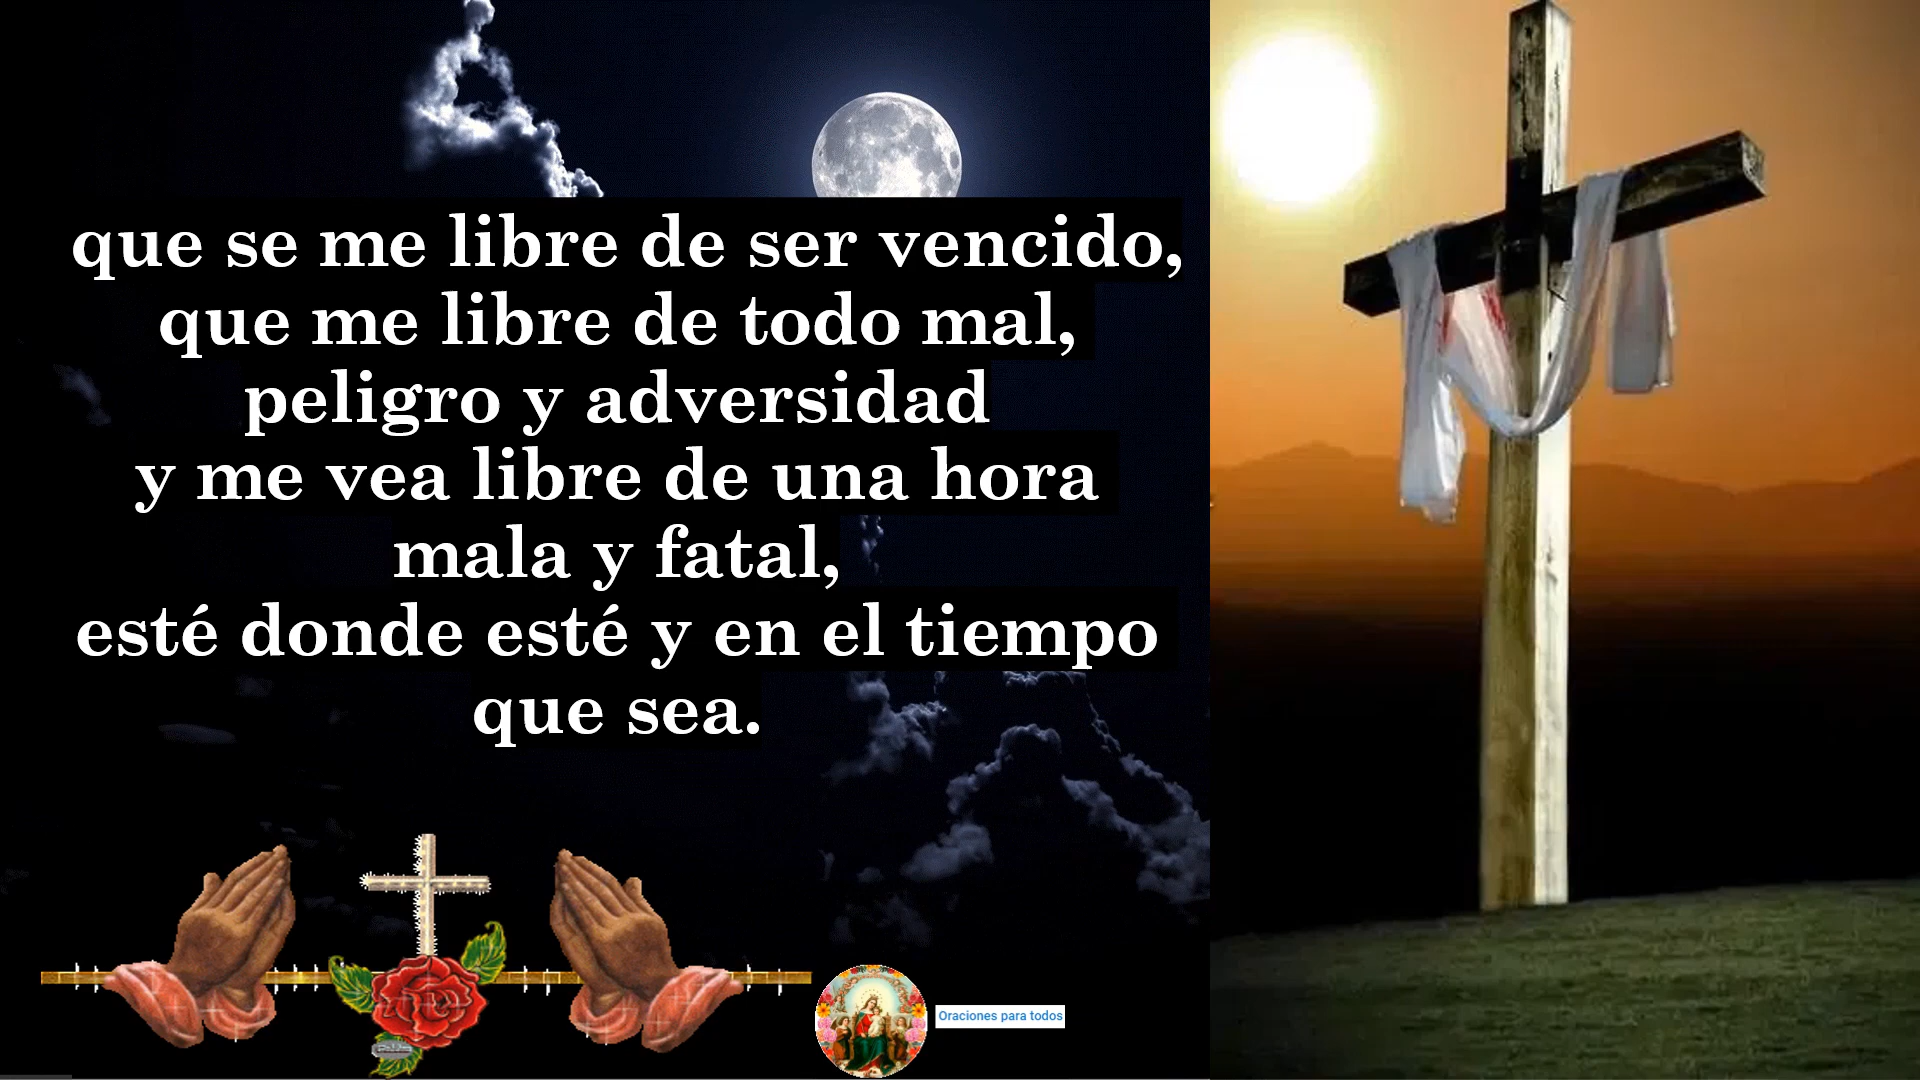 que se me libre de ser vencido,
que me libre de todo mal,
peligro y adversidad
y me vea libre de una hora
mala y fatal,
esté donde esté y en el tiempo
que sea.
Oraciones para todos